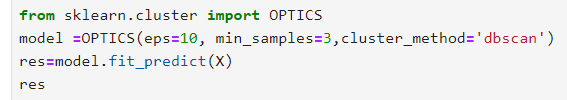 from sklearn.cluster import OPTICS
model =OPTICS(eps=10, min_samples=3,cluster_method='dbscan')
res=model.fit_predict(X)
res